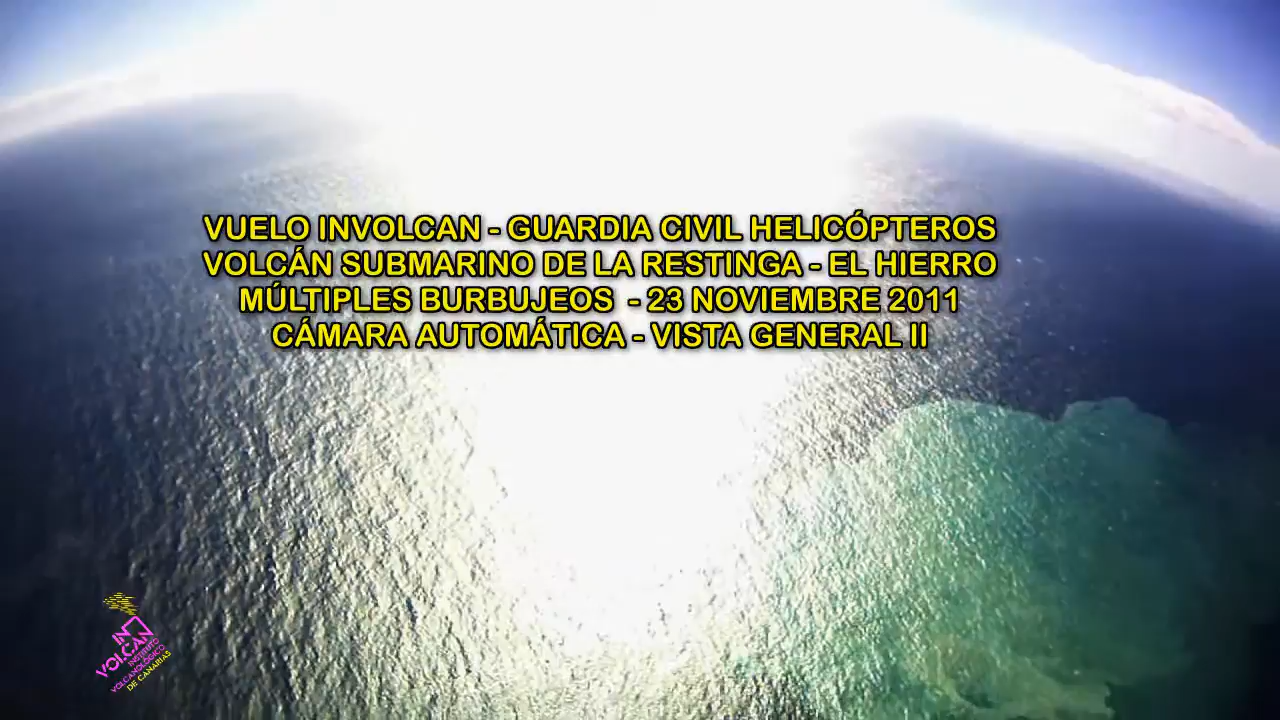 VUELO INVOLCAN - GUARDIA CIVIL HELICÓPTEROS
VOLCÁN SUBMARINO DE LA RESTINGA - EL HIERRO
MÚLTIPLES BURBUJEOS - 23 NOVIEMBRE 2011
CÁMARA AUTOMÁTICA - VISTA GENERAL II
IN
VOLCAN
INSTITUTO
VOLCANOLÓGICO
DE CANARIAS